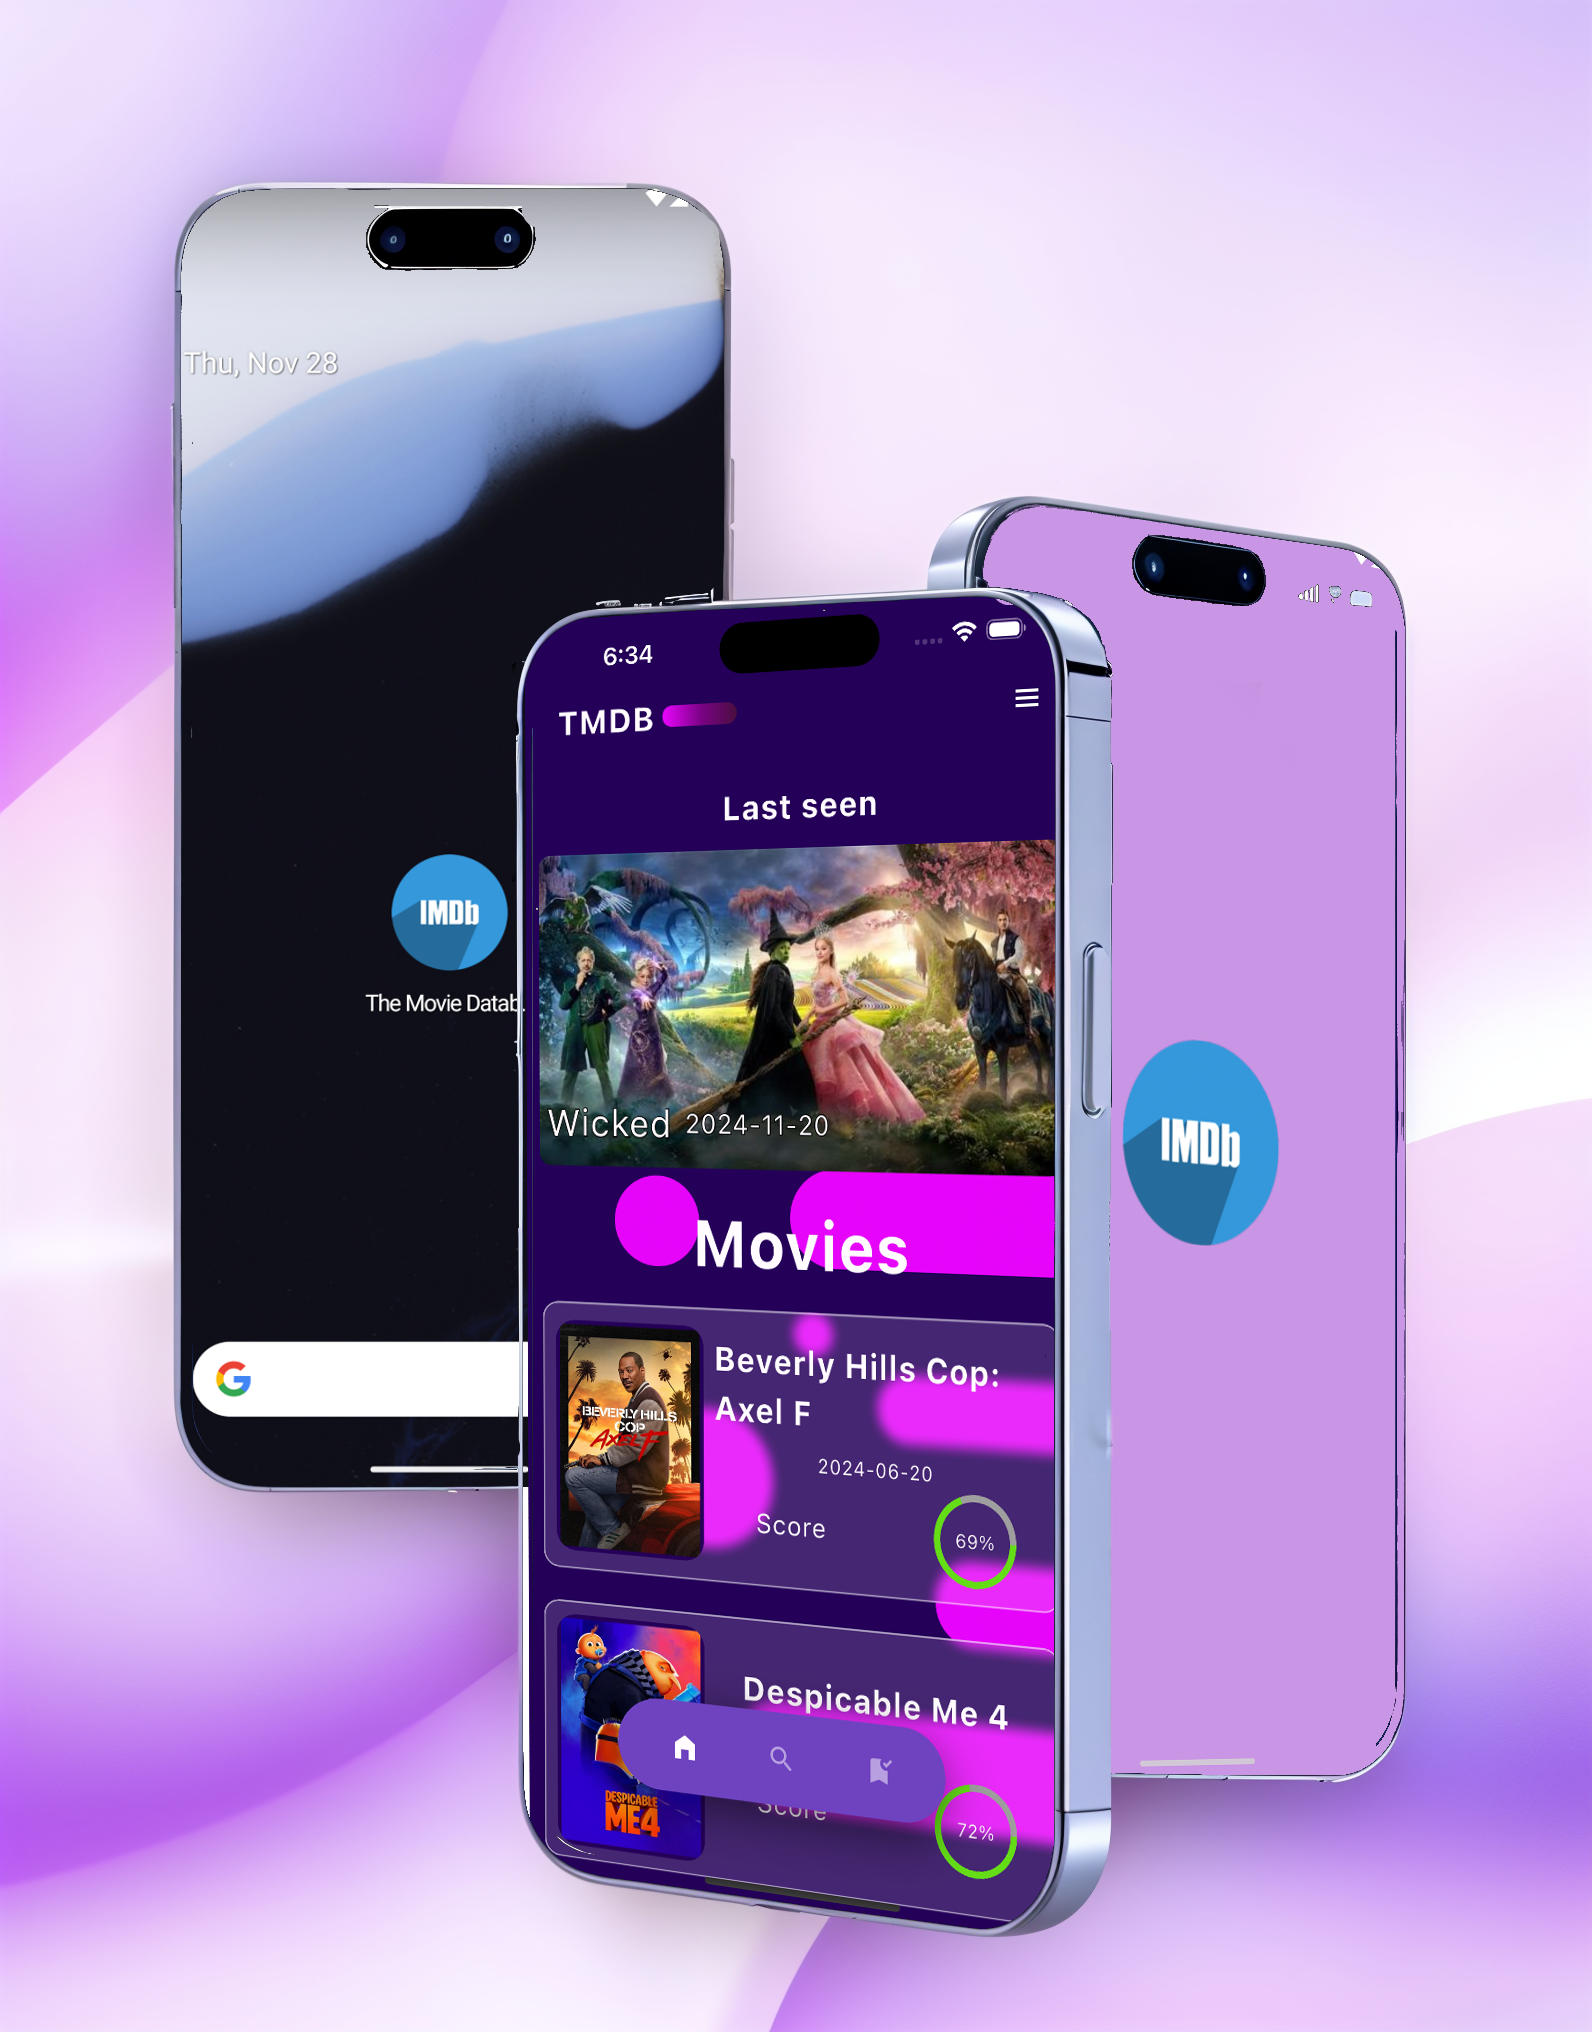 Thu, Nov 28
IMDb
The Movie Datab.
6:34
TMDB
Last seen
Wicked 2024-11-20
Movies
BEVERLY HILLS
COP
AXEL F
Beverly Hills Cop:
Axel F
2024-06-20
Score
69%
DESPICABLE
ME4
Despicable Me 4
Score
72%
IMDb